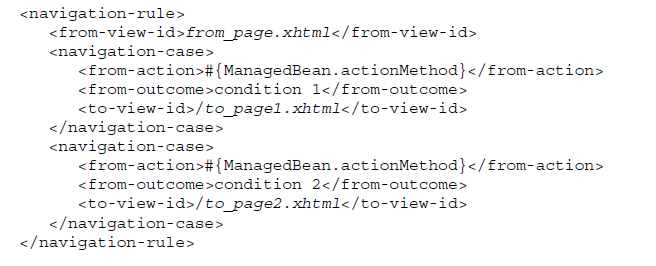 <navigation-rule>
<from-view-id>from_page.xhtml</from-view-id>
<navigation-case>
<from-action>#{ManagedBean.actionMethod}</from-action>
<from-outcome>condition 1</from-outcome>
<to-view-id>/to_page1.xhtml</to-view-id>
</navigation-case>
<navigation-case>
<from-action>#{ManagedBean.actionMethod}</from-action>
<from-outcome>condition 2</from-outcome>
<to-view-id>/to_page2.xhtml</to-view-id>
</navigation-case>
</navigation-rule>